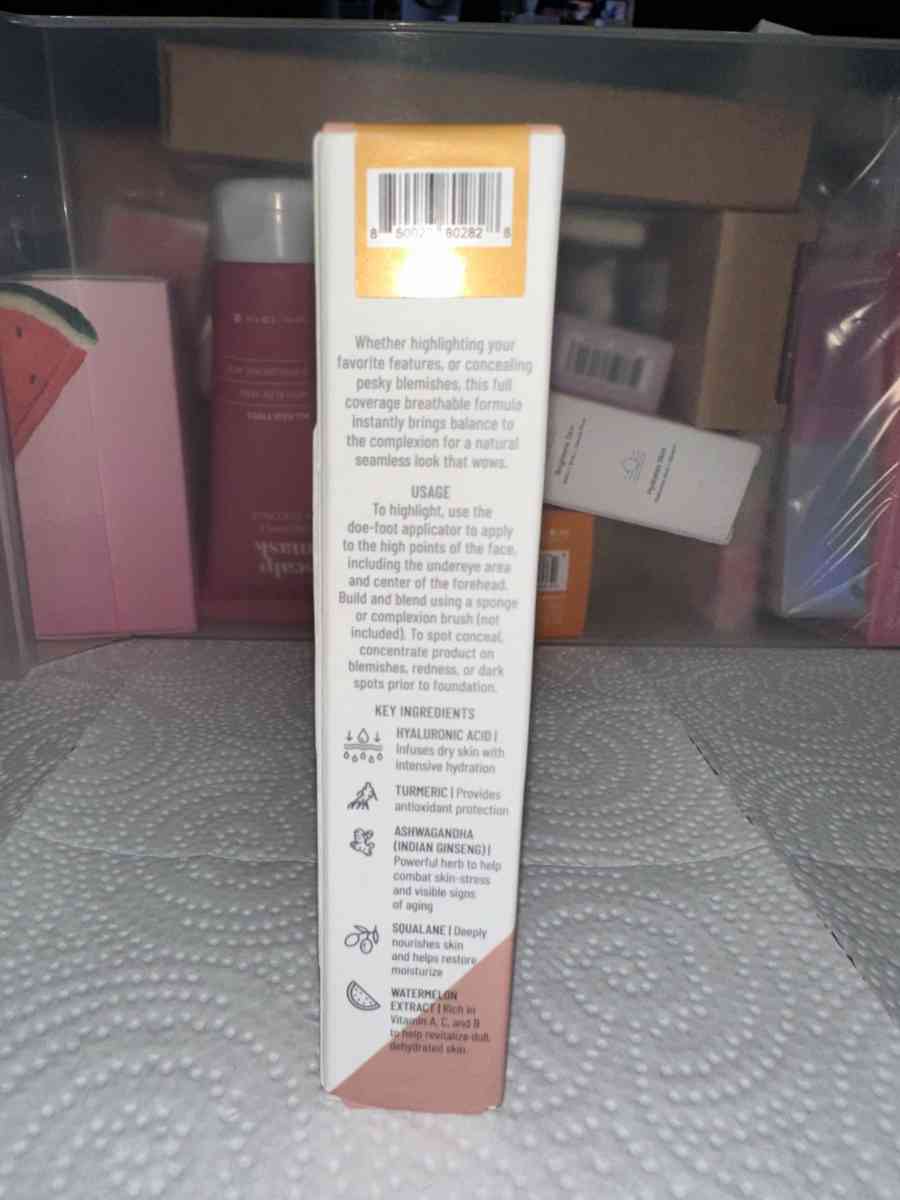 8 80282 8
Whether highlighting your
favorite features, or concealing
pesky blemishes, this full
coverage breathable formula
instantly brings balance to
the complexion for a natural
seamless look that wows.
USAGE
To highlight, use the
doe-foot applicator to apply
to the high points of the face,
including the undereye area
and center of the forehead.
Build and blend using a sponge
or complexion brush (not
included). To spot conceal,
concentrate product on
blemishes, redness, or dark
spots prior to foundation.
KEY INGREDIENTS
HYALURONIC ACID |
Infuses dry skin with
intensive hydration
TURMERIC | Provides
antioxidant protection
ASHWAGANDHA
(INDIAN GINSENG) |
Powerful herb to help
combat skin-stress
and visible signs
of aging
SQUALANE | Deeply
nourishes skin
and helps restore
moisturize
WATERMELON
EXTRACT | Rich in
Vitamin A, C, and B
to help revitalize dull,
dehydrated skin.
scalp
mask